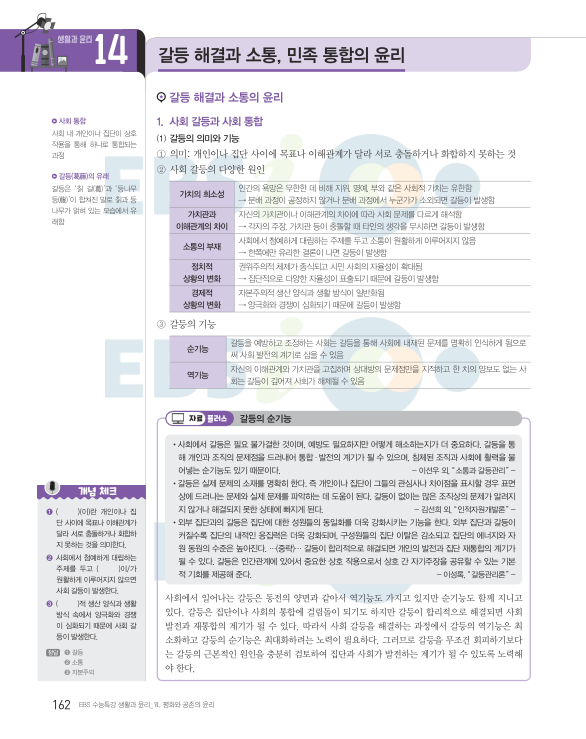 생활과 윤리
14
갈등 해결과 소통, 민족 통합의 윤리
갈등 해결과 소통의 윤리
사회 통합
사회 내 개인이나 집단이 상호
작용을 통해 하나로 통합되는
과정
갈등(葛藤)의 유래
갈등은 '칡 갈(葛)'과 '등나무
등(藤)'이 합쳐진 말로 칡과 등
나무가 얽혀 있는 모습에서 유
래함
1. 사회 갈등과 사회 통합
(1) 갈등의 의미와 기능
① 의미: 개인이나 집단 사이에 목표나 이해관계가 달라 서로 충돌하거나 화합하지 못하는 것
② 사회 갈등의 다양한 원인
가치의 희소성
인간의 욕망은 무한한 데 비해 지위, 명예, 부와 같은 사회적 가치는 유한함
→ 분배 과정이 공정하지 않거나 분배 과정에서 누군가가 소외되면 갈등이 발생함
가치관과
이해관계의 차이
자신의 가치관이나 이해관계의 차이에 따라 사회 문제를 다르게 해석함
→ 각자의 주장, 가치관 등이 충돌할 때 타인의 생각을 무시하면 갈등이 발생함
소통의 부재
사회에서 첨예하게 대립하는 주제를 두고 소통이 원활하게 이루어지지 않음
→ 한쪽에만 유리한 결론이 나면 갈등이 발생함
정치적
상황의 변화
권위주의적 체제가 종식되고 시민 사회의 자율성이 확대됨
→ 집단적으로 다양한 자율성이 표출되기 때문에 갈등이 발생함
경제적
상황의 변화
자본주의적 생산 양식과 생활 방식이 일반화됨
→ 양극화와 경쟁이 심화되기 때문에 갈등이 발생함
③ 갈등의 기능
순기능
갈등을 예방하고 조정하는 사회는 갈등을 통해 사회에 내재된 문제를 명확히 인식하게 됨으로
써 사회 발전의 계기로 삼을 수 있음
역기능
자신의 이해관계와 가치관을 고집하며 상대방의 문제점만을 지적하고 한 치의 양보도 없는 사
회는 갈등이 깊어져 사회가 해체될 수 있음
자료 플러스 갈등의 순기능
• 사회에서 갈등은 필요 불가결한 것이며, 예방도 필요하지만 어떻게 해소하는지가 더 중요하다. 갈등을 통
해 개인과 조직의 문제점을 드러내어 통합·발전의 계기가 될 수 있으며, 침체된 조직과 사회에 활력을 불
어넣는 순기능도 있기 때문이다. - 이선우 외, "소통과 갈등관리" -
• 갈등은 실제 문제의 소재를 명확히 한다. 즉 개인이나 집단이 그들의 관심사나 차이점을 표시할 경우 표면
상에 드러나는 문제와 실제 문제를 파악하는 데 도움이 된다. 갈등이 없이는 많은 조직상의 문제가 알려지
지 않거나 해결되지 못한 상태에 빠지게 된다. - 김선희 외, "인적자원개발론" -
• 외부 집단과의 갈등은 집단에 대한 성원들의 동일화를 더욱 강화시키는 기능을 한다. 외부 집단과 갈등이
커질수록 집단의 내적인 응집력은 더욱 강화되며, 구성원들의 집단 이탈은 감소되고 집단의 에너지와 자
원 동원의 수준은 높아진다. …(중략)… 갈등이 합리적으로 해결되면 개인의 발전과 집단 재통합의 계기가
될 수 있다. 갈등은 인간관계에 있어서 중요한 상호 작용으로서 상호 간 자기주장을 공유할 수 있는 기본
적 기회를 제공해 준다. - 이성록, "갈등관리론" -
사회에서 일어나는 갈등은 동전의 양면과 같아서 역기능도 가지고 있지만 순기능도 함께 지니고
있다. 갈등은 집단이나 사회의 통합에 걸림돌이 되기도 하지만 갈등이 합리적으로 해결되면 사회
발전과 재통합의 계기가 될 수 있다. 따라서 사회 갈등을 해결하는 과정에서 갈등의 역기능은 최
소화하고 갈등의 순기능은 최대화하려는 노력이 필요하다. 그러므로 갈등을 무조건 회피하기보다
는 갈등의 근본적인 원인을 충분히 검토하여 집단과 사회가 발전하는 계기가 될 수 있도록 노력해
야 한다.
개념 체크
❶ ( )(이)란 개인이나 집
단 사이에 목표나 이해관계가
달라 서로 충돌하거나 화합하
지 못하는 것을 의미한다.
❷ 사회에서 첨예하게 대립하는
주제를 두고 ( )이/가
원활하게 이루어지지 않으면
사회 갈등이 발생한다.
❸ ( )적 생산 양식과 생활
방식 속에서 양극화와 경쟁
이 심화되기 때문에 사회 갈
등이 발생한다.
정답 ❶ 갈등
❷ 소통
❸ 자본주의
162 EBS 수능특강 생활과 윤리_Ⅵ. 평화와 공존의 윤리